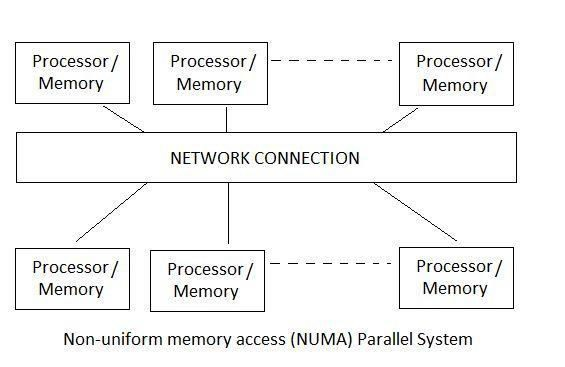 Processor/
Memory
Processor/
Memory
Processor/
Memory
NETWORK CONNECTION
Processor/
Memory
Processor/
Memory
Processor/
Memory
Non-uniform memory access (NUMA) Parallel System